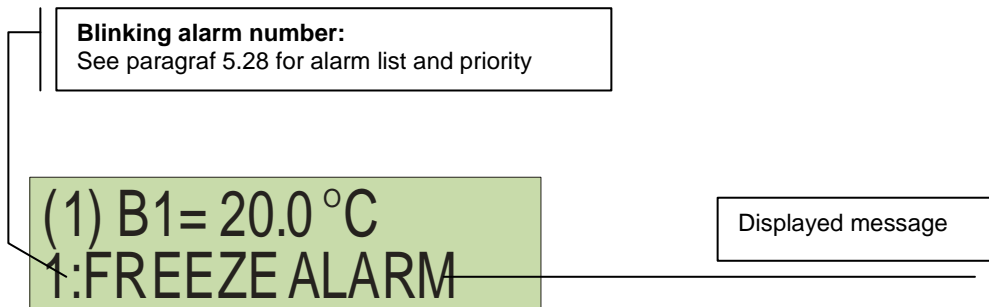 Blinking alarm number:
See paragraf 5.28 for alarm list and priority
(1) B1= 20.0 °C
1:FREEZE ALARM
Displayed message